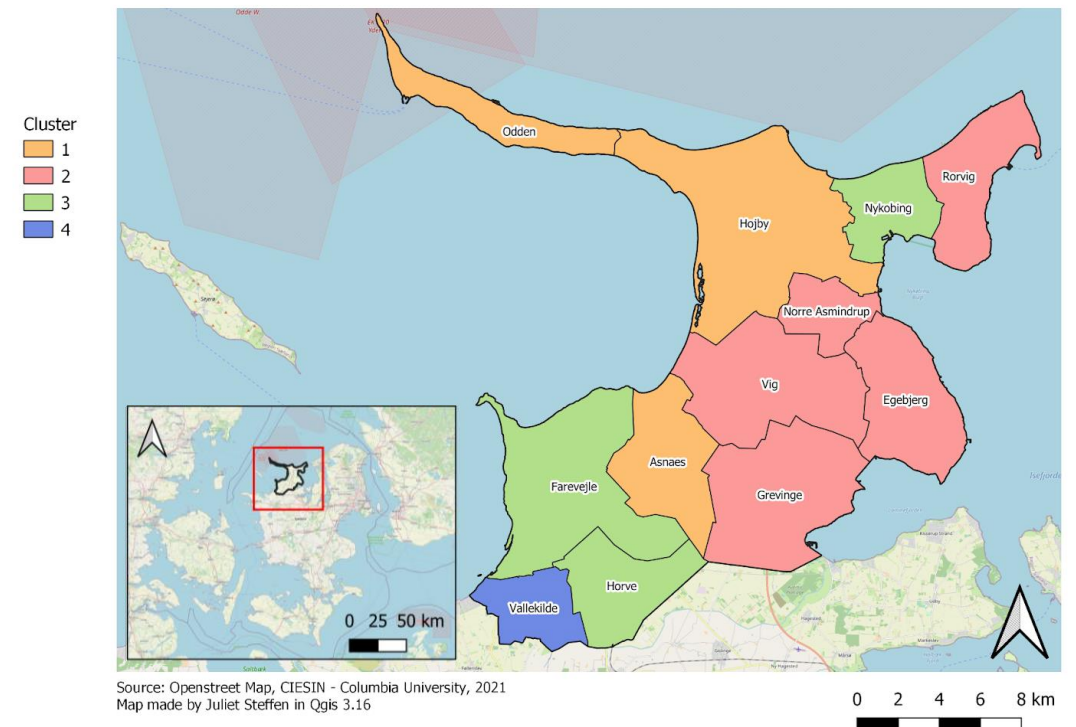 Cluster
1
2
3
4
Odde W.
Odden
Hojby
Nykobing
Rorvig
Norre Asmindrup
Vig
Egebjerg
Asnaes
Farevejle
Grevinge
Horve
Vallekilde
Sejerø
0 25 50 km
Source: Openstreet Map, CIESIN - Columbia University, 2021
Map made by Juliet Steffen in Qgis 3.16
0 2 4 6 8 km